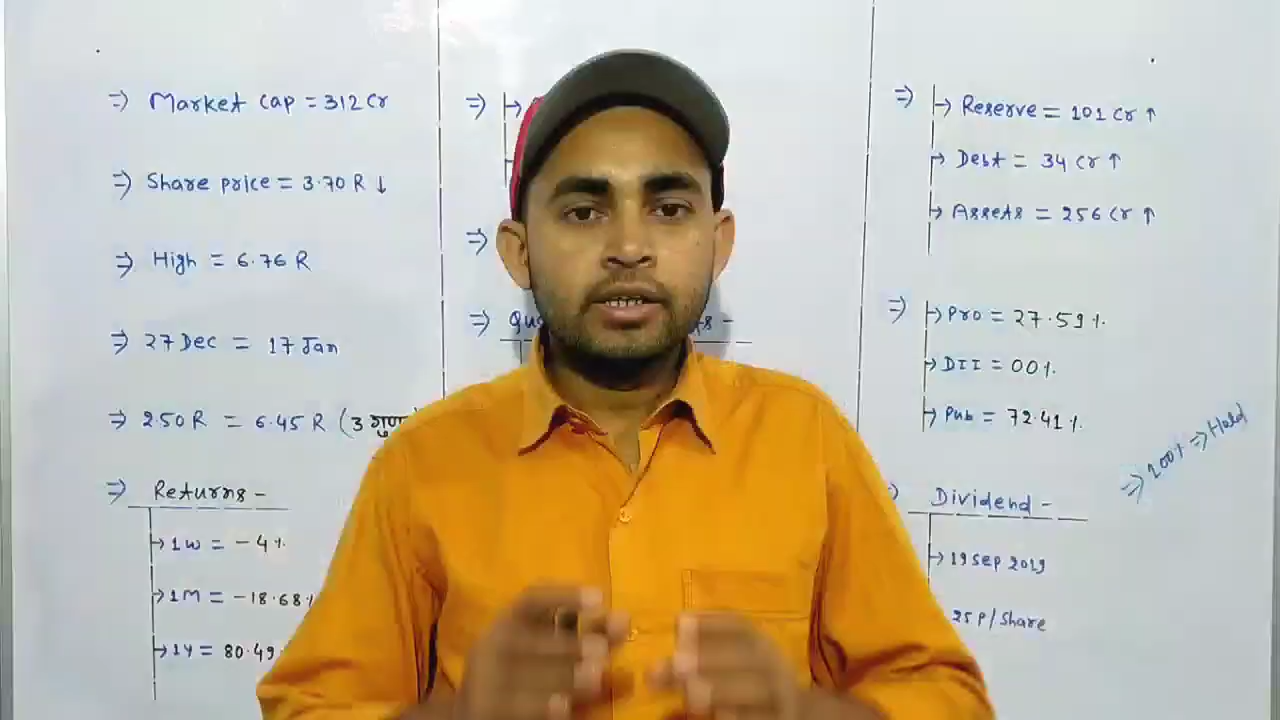 => Market Cap = 312 Cr
=> Share price = 3.70 R ↓
=> High = 6.76 R
=> 27 Dec = 17 Jan
=> 2.50 R = 6.45 R (3 गुणा
=> Returns -
→ 1W = - 4 %
→ 1M = - 18.68 %
→ 1Y = 80.49
=>
=>
=>
=> → Reserve = 101 Cr ↑
→ Debt = 34 Cr ↑
→ Assets = 256 Cr ↑
=> → Pro = 27.59 %.
→ DII = 00 %.
→ Pub = 72.41 %.
=> 200 % => Hold
Dividend -
→ 19 Sep 2019
25 P / Share